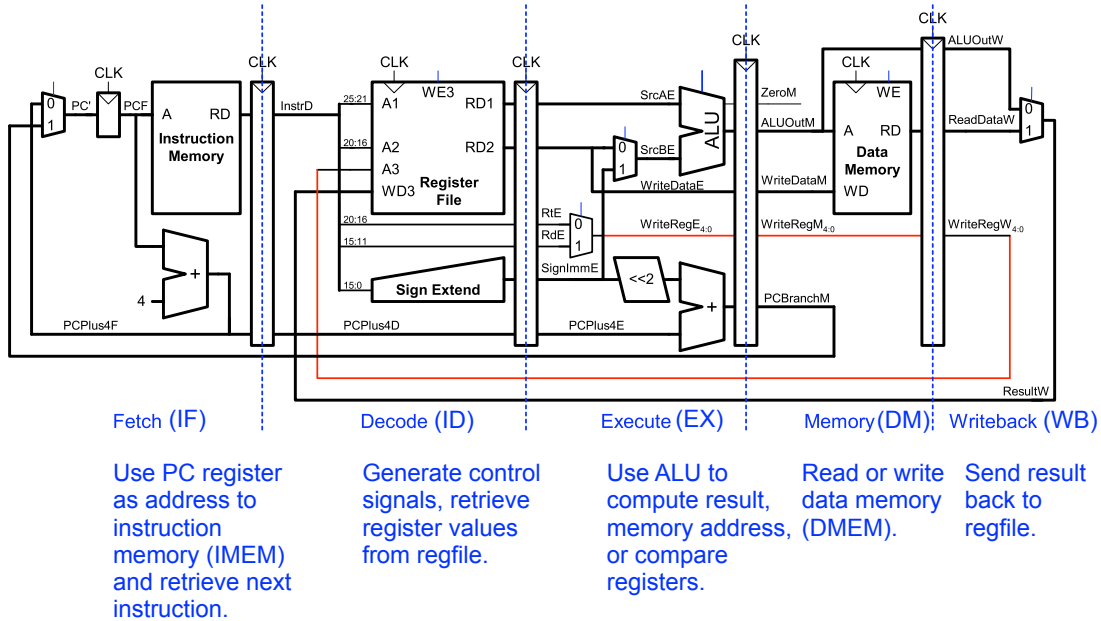 CLK
CLK
CLK
ALUOutW
CLK
CLK
CLK
CLK
CLK
WE3
ZeroM
WE
0
1
PC'
PCF
A
RD
Instruction
Memory
InstrD
25:21
A1
RD1
SrcAE
ALU
ALUOutM
A
RD
Data
Memory
WD
ReadDataW
0
1
20:16
A2
RD2
0
1
SrcBE
A3
WD3
Register
File
WriteDataE
WriteDataM
20:16
RtE
0
1
15:11
RdE
WriteRegE4:0
WriteRegM4:0
WriteRegW4:0
SignImmE
15:0
Sign Extend
<<2
+
4
+
PCBranchM
PCPlus4F
PCPlus4D
PCPlus4E
ResultW
Fetch (IF)
Decode (ID)
Execute (EX)
Memory (DM)
Writeback (WB)
Use PC register
as address to
instruction
memory (IMEM)
and retrieve next
instruction.
Generate control
signals, retrieve
register values
from regfile.
Use ALU to
compute result,
memory address,
or compare
registers.
Read or write
data memory
(DMEM).
Send result
back to
regfile.